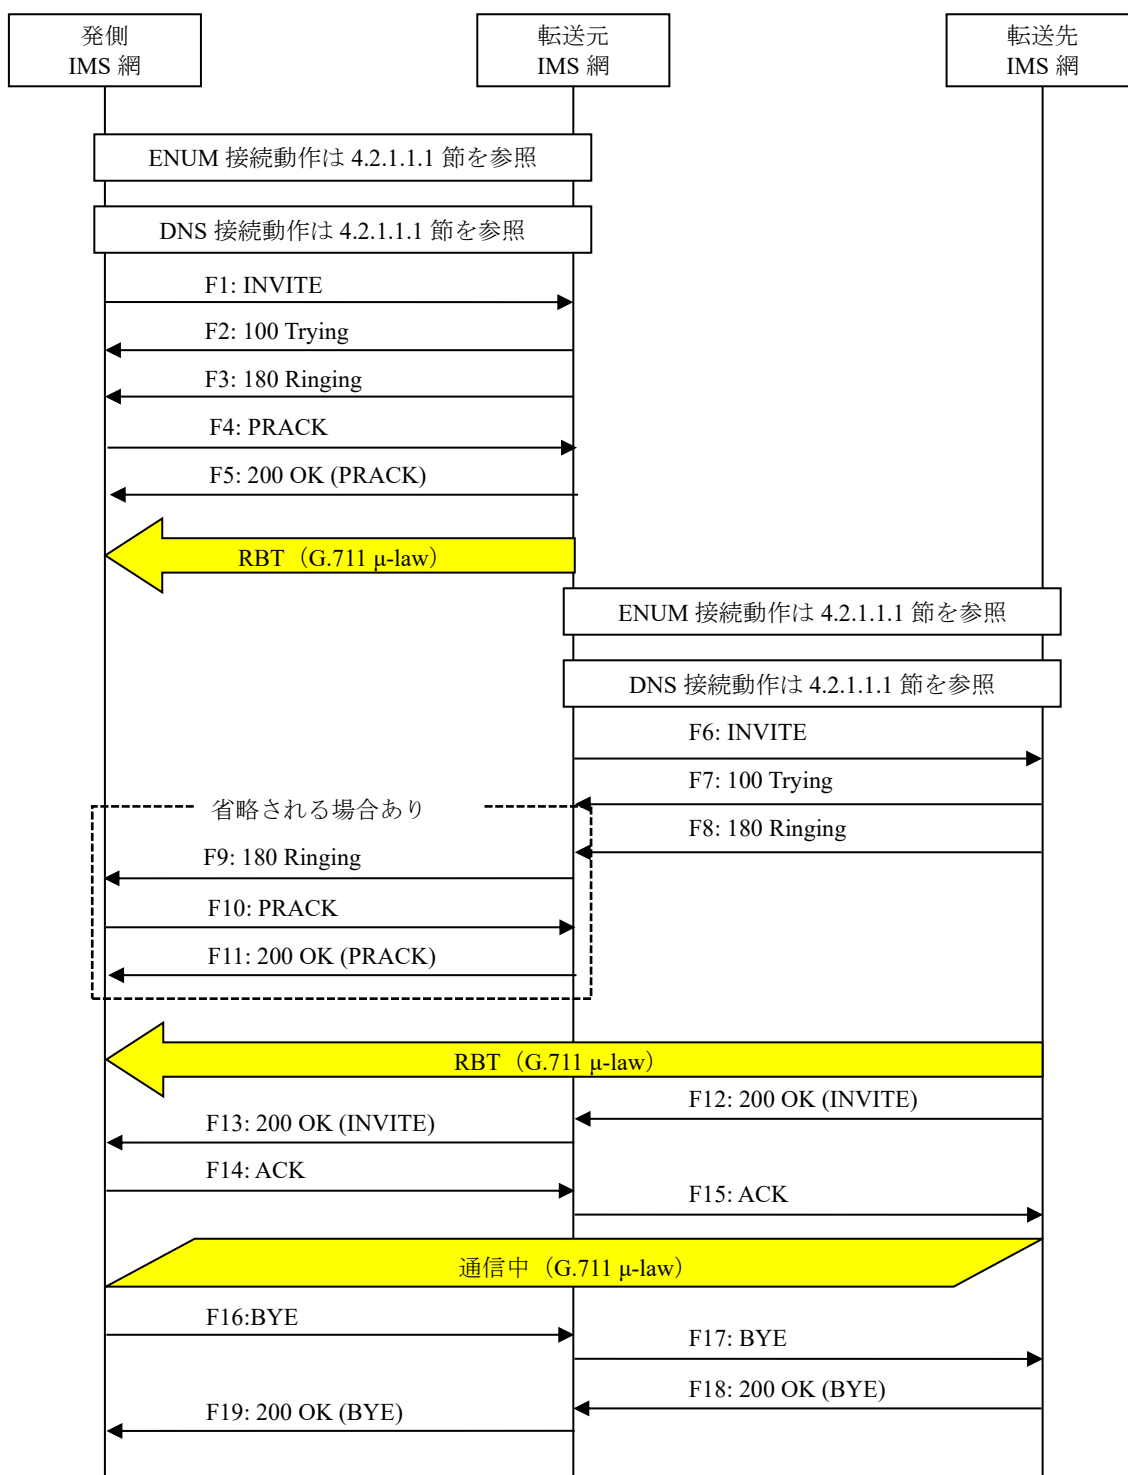 発側
IMS 網
転送元
IMS 網
転送先
IMS 網
ENUM 接続動作は 4.2.1.1.1 節を参照
DNS 接続動作は 4.2.1.1.1 節を参照
F1: INVITE
F2: 100 Trying
F3: 180 Ringing
F4: PRACK
F5: 200 OK (PRACK)
RBT（G.711 μ-law）
ENUM 接続動作は 4.2.1.1.1 節を参照
DNS 接続動作は 4.2.1.1.1 節を参照
F6: INVITE
F7: 100 Trying
省略される場合あり
F8: 180 Ringing
F9: 180 Ringing
F10: PRACK
F11: 200 OK (PRACK)
RBT（G.711 μ-law）
F12: 200 OK (INVITE)
F13: 200 OK (INVITE)
F14: ACK
F15: ACK
通信中（G.711 μ-law）
F16:BYE
F17: BYE
F18: 200 OK (BYE)
F19: 200 OK (BYE)